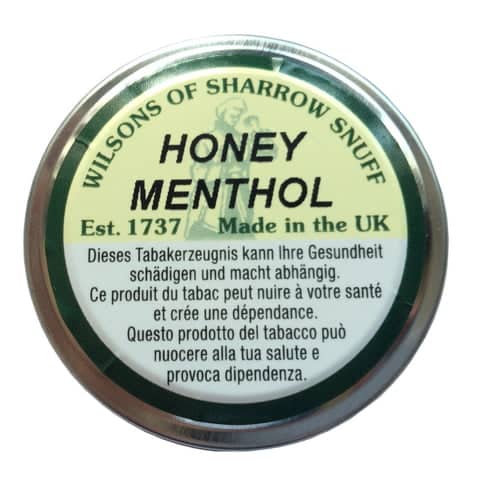 WILSONS OF SHARROW SNUFF
HONEY
MENTHOL
Est. 1737 Made in the UK
Dieses Tabakerzeugnis kann Ihre Gesundheit
schädigen und macht abhängig.
Ce produit du tabac peut nuire à votre santé
et crée une dépendance.
Questo prodotto del tabacco può
nuocere alla tua salute e
provoca dipendenza.